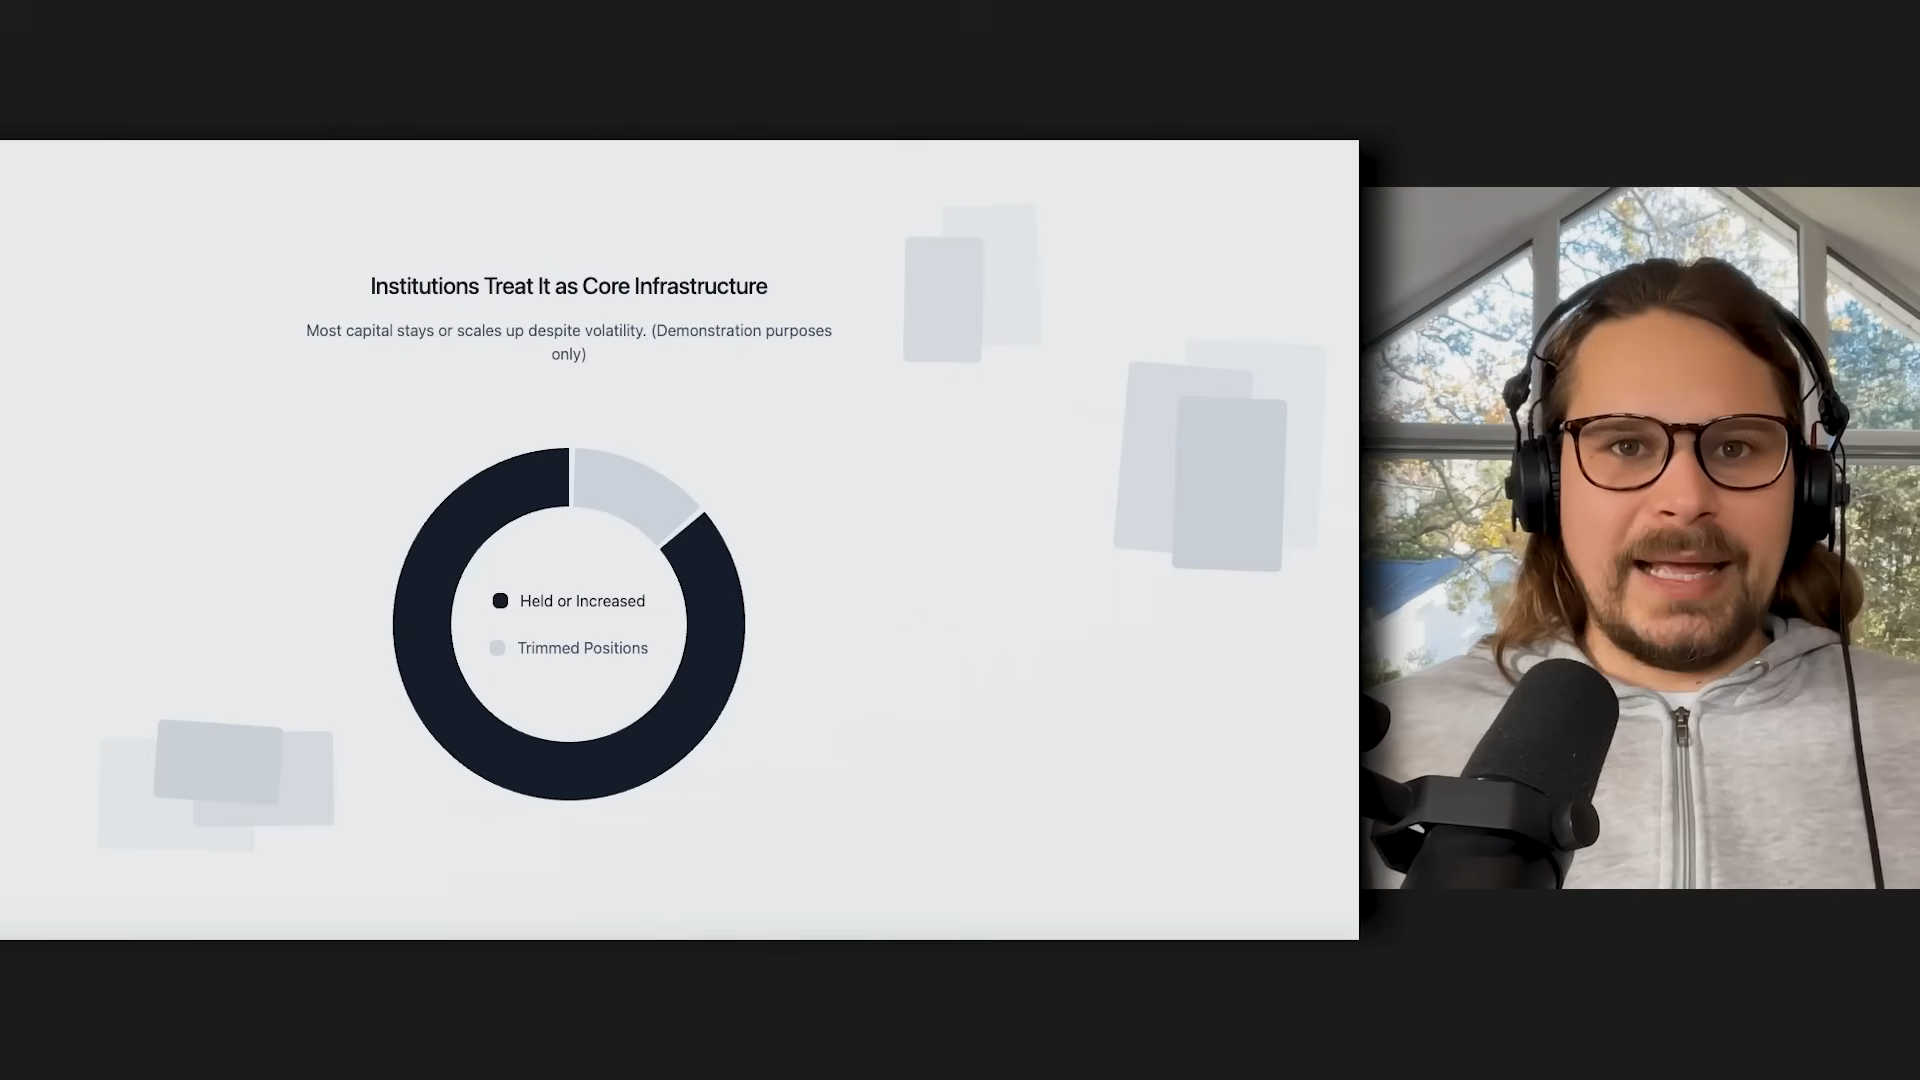 Institutions Treat It as Core Infrastructure
Most capital stays or scales up despite volatility. (Demonstration purposes
only)
Held or Increased
Trimmed Positions